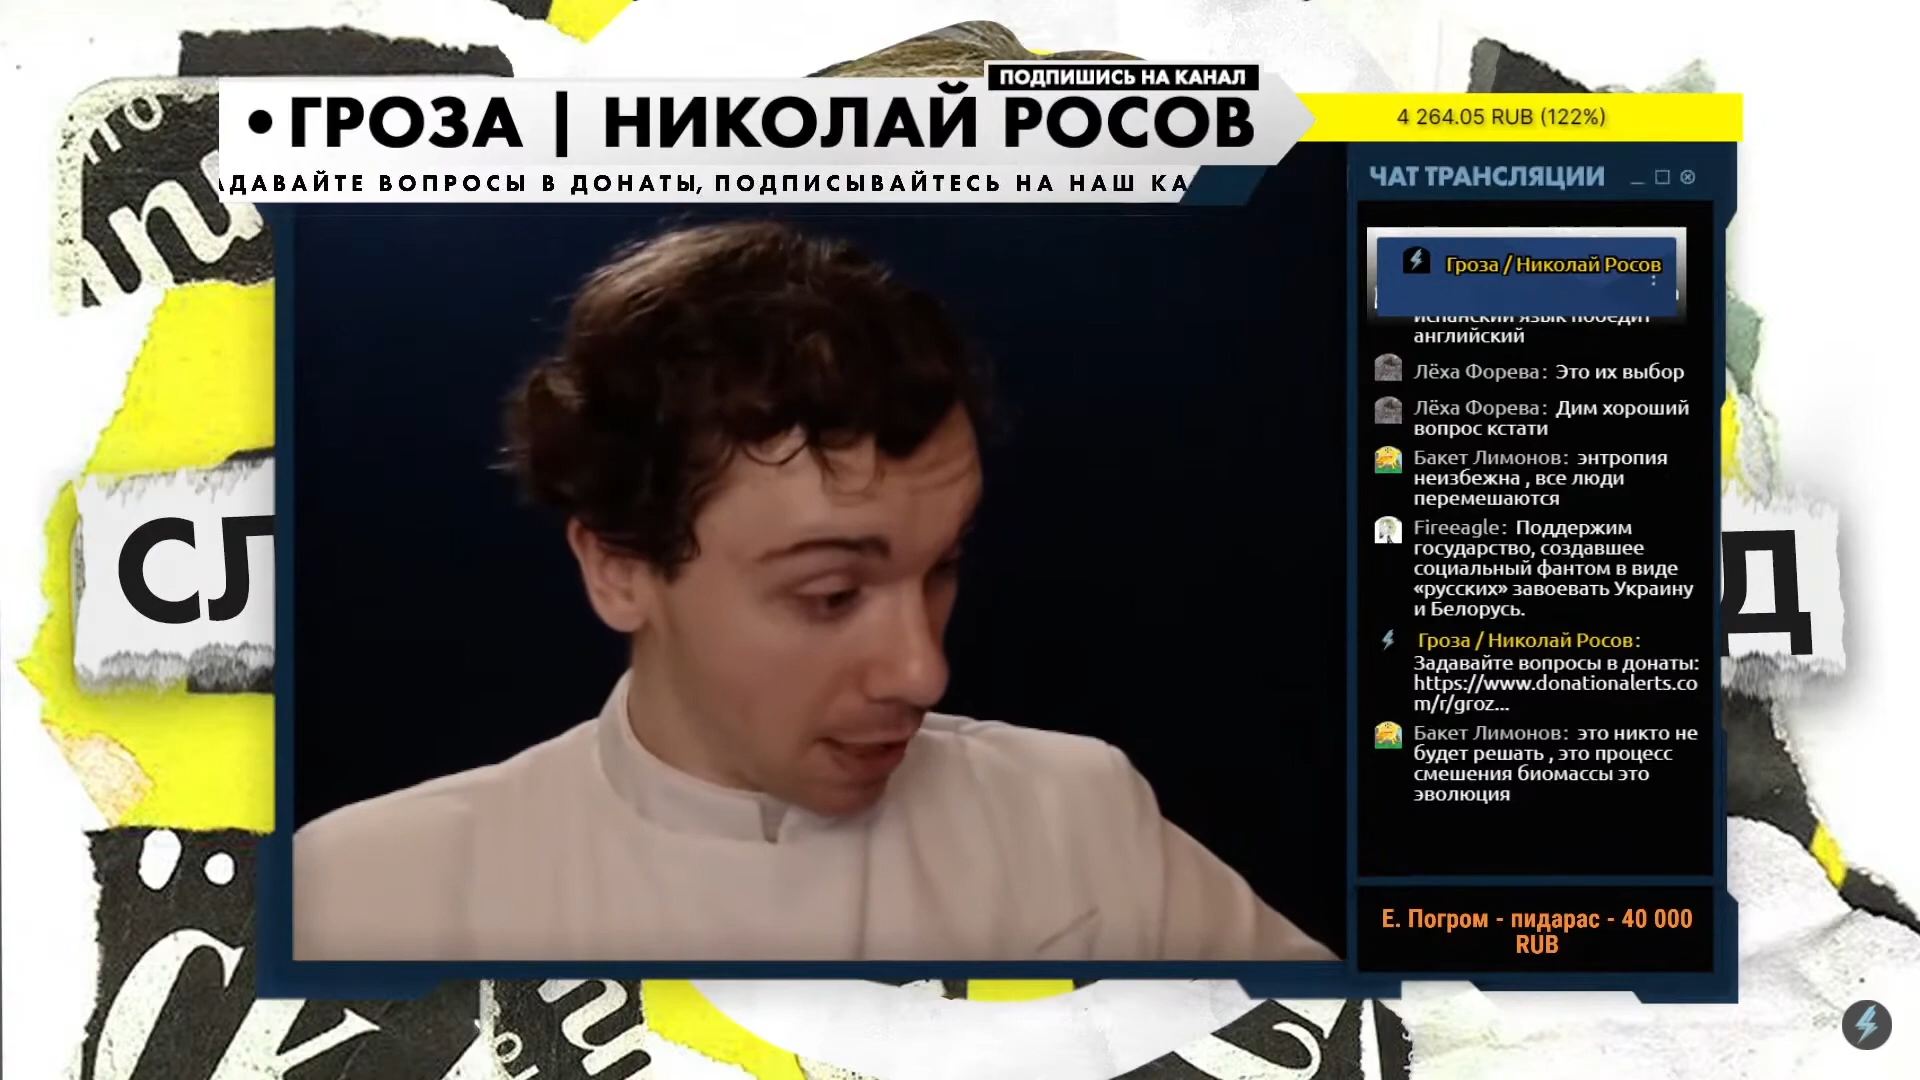 ПОДПИШИСЬ НА КАНАЛ
• ГРОЗА | НИКОЛАЙ РОСОВ
4 264.05 RUB (122%)
ДАВАЙТЕ ВОПРОСЫ В ДОНАТЫ, ПОДПИСЫВАЙТЕСЬ НА НАШ КА
ЧАТ ТРАНСЛЯЦИИ
Гроза / Николай Росов
испанский язык победит
английский
Лёха Форева: Это их выбор
Лёха Форева: Дим хороший
вопрос кстати
Бакет Лимонов: энтропия
неизбежна , все люди
перемешаются
Fireeagle: Поддержим
государство, создавшее
социальный фантом в виде
«русских» завоевать Украину
и Белорусь.
Гроза / Николай Росов:
Задавайте вопросы в донаты:
https://www.donationalerts.co
m/r/groz...
Бакет Лимонов: это никто не
будет решать , это процесс
смешения биомассы это
эволюция
Е. Погром - пидарас - 40 000
RUB
СЛ
Д